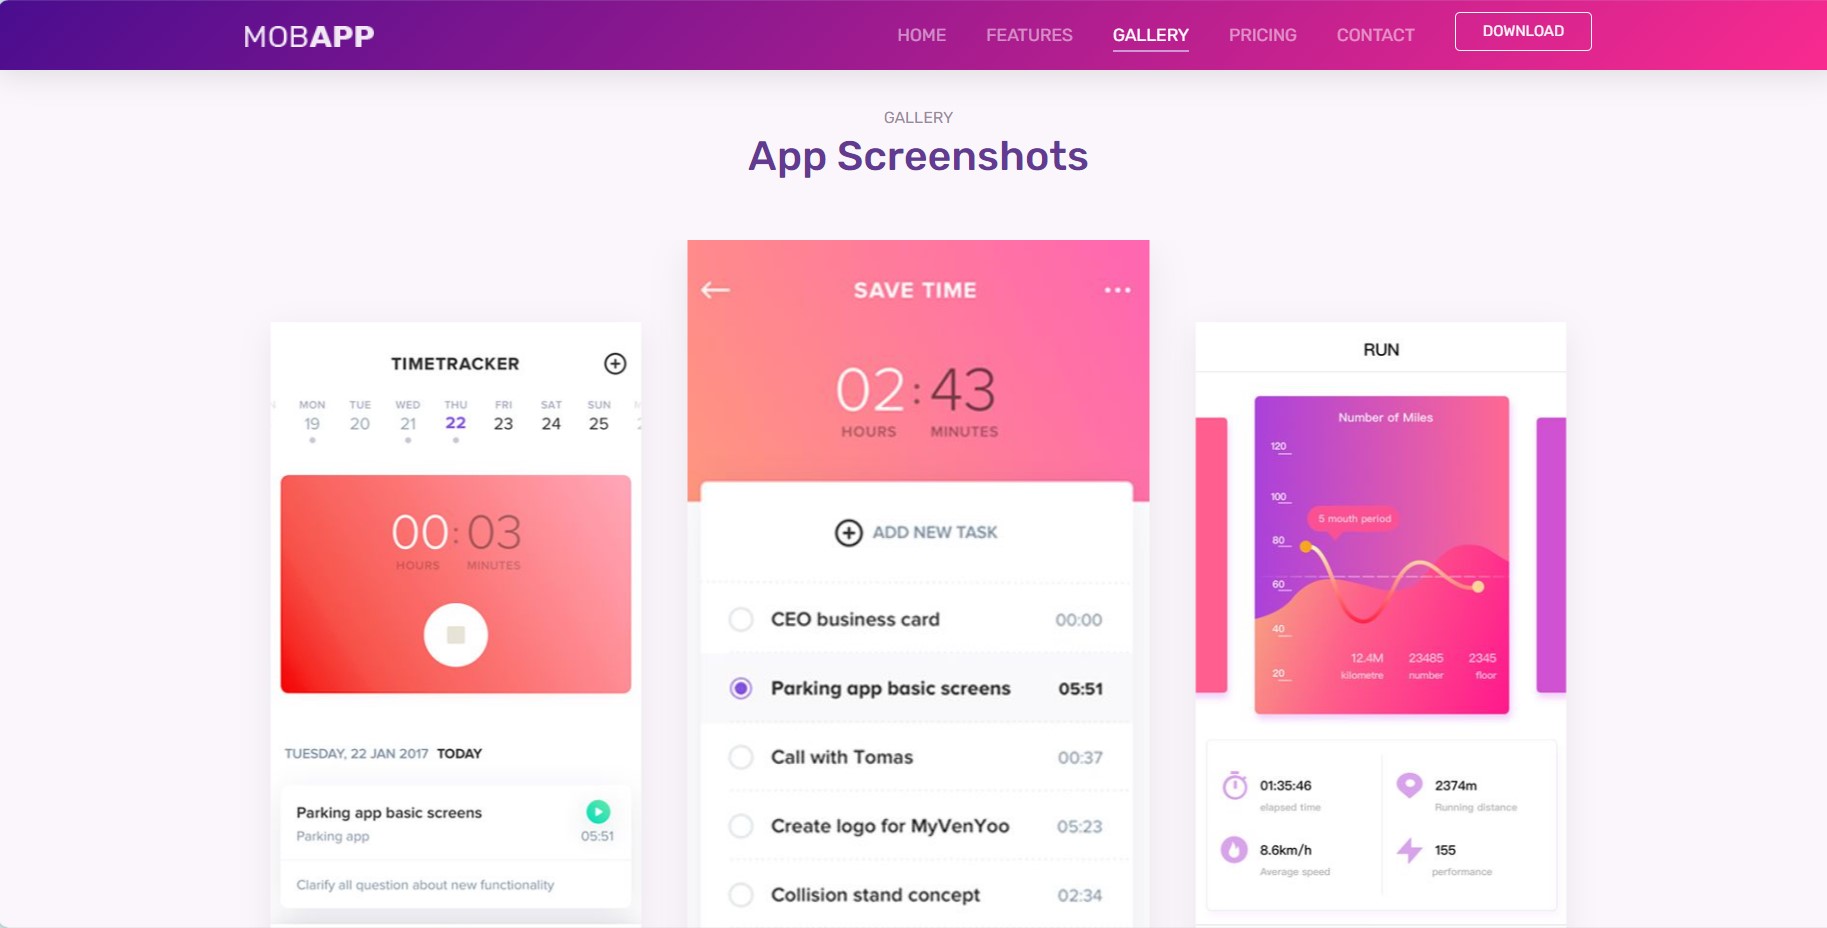 MOBAPP
HOME FEATURES GALLERY PRICING CONTACT DOWNLOAD
GALLERY
App Screenshots
TIMETRACKER
MON TUE WED THU FRI SAT SUN
19 20 21 22 23 24 25
00:03
HOURS MINUTES
TUESDAY, 22 JAN 2017 TODAY
Parking app basic screens
Parking app 05:51
Clarify all question about new functionality
SAVE TIME
02:43
HOURS MINUTES
ADD NEW TASK
CEO business card 00:00
Parking app basic screens 05:51
Call with Tomas 00:37
Create logo for MyVenYoo 05:23
Collision stand concept 02:34
RUN
Number of Miles
120
100
5 mouth period
80
60
40
12.4M 23485 2345
kilometre number floor
20
01:35:46 2374m
elapsed time Running distance
8.6km/h 155
Average speed performance